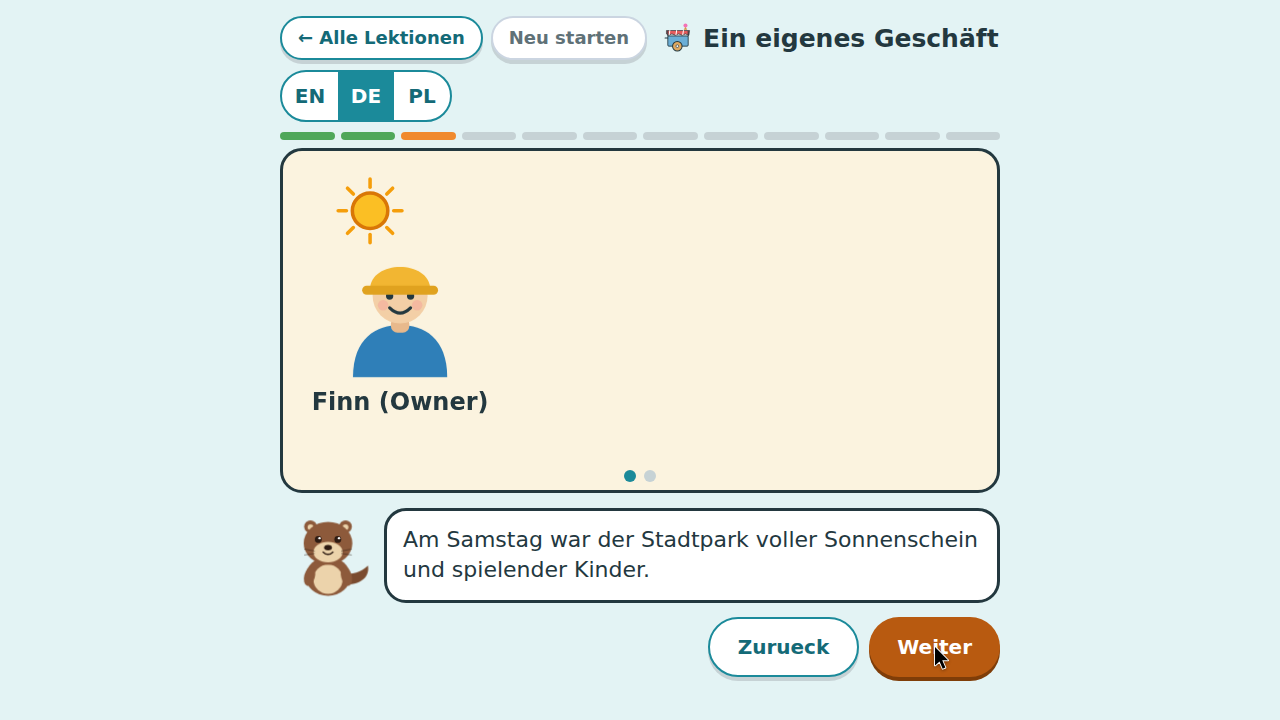 ← Alle Lektionen
Neu starten
Ein eigenes Geschäft
EN DE PL
Finn (Owner)
Am Samstag war der Stadtpark voller Sonnenschein
und spielender Kinder.
Zurueck
Weiter